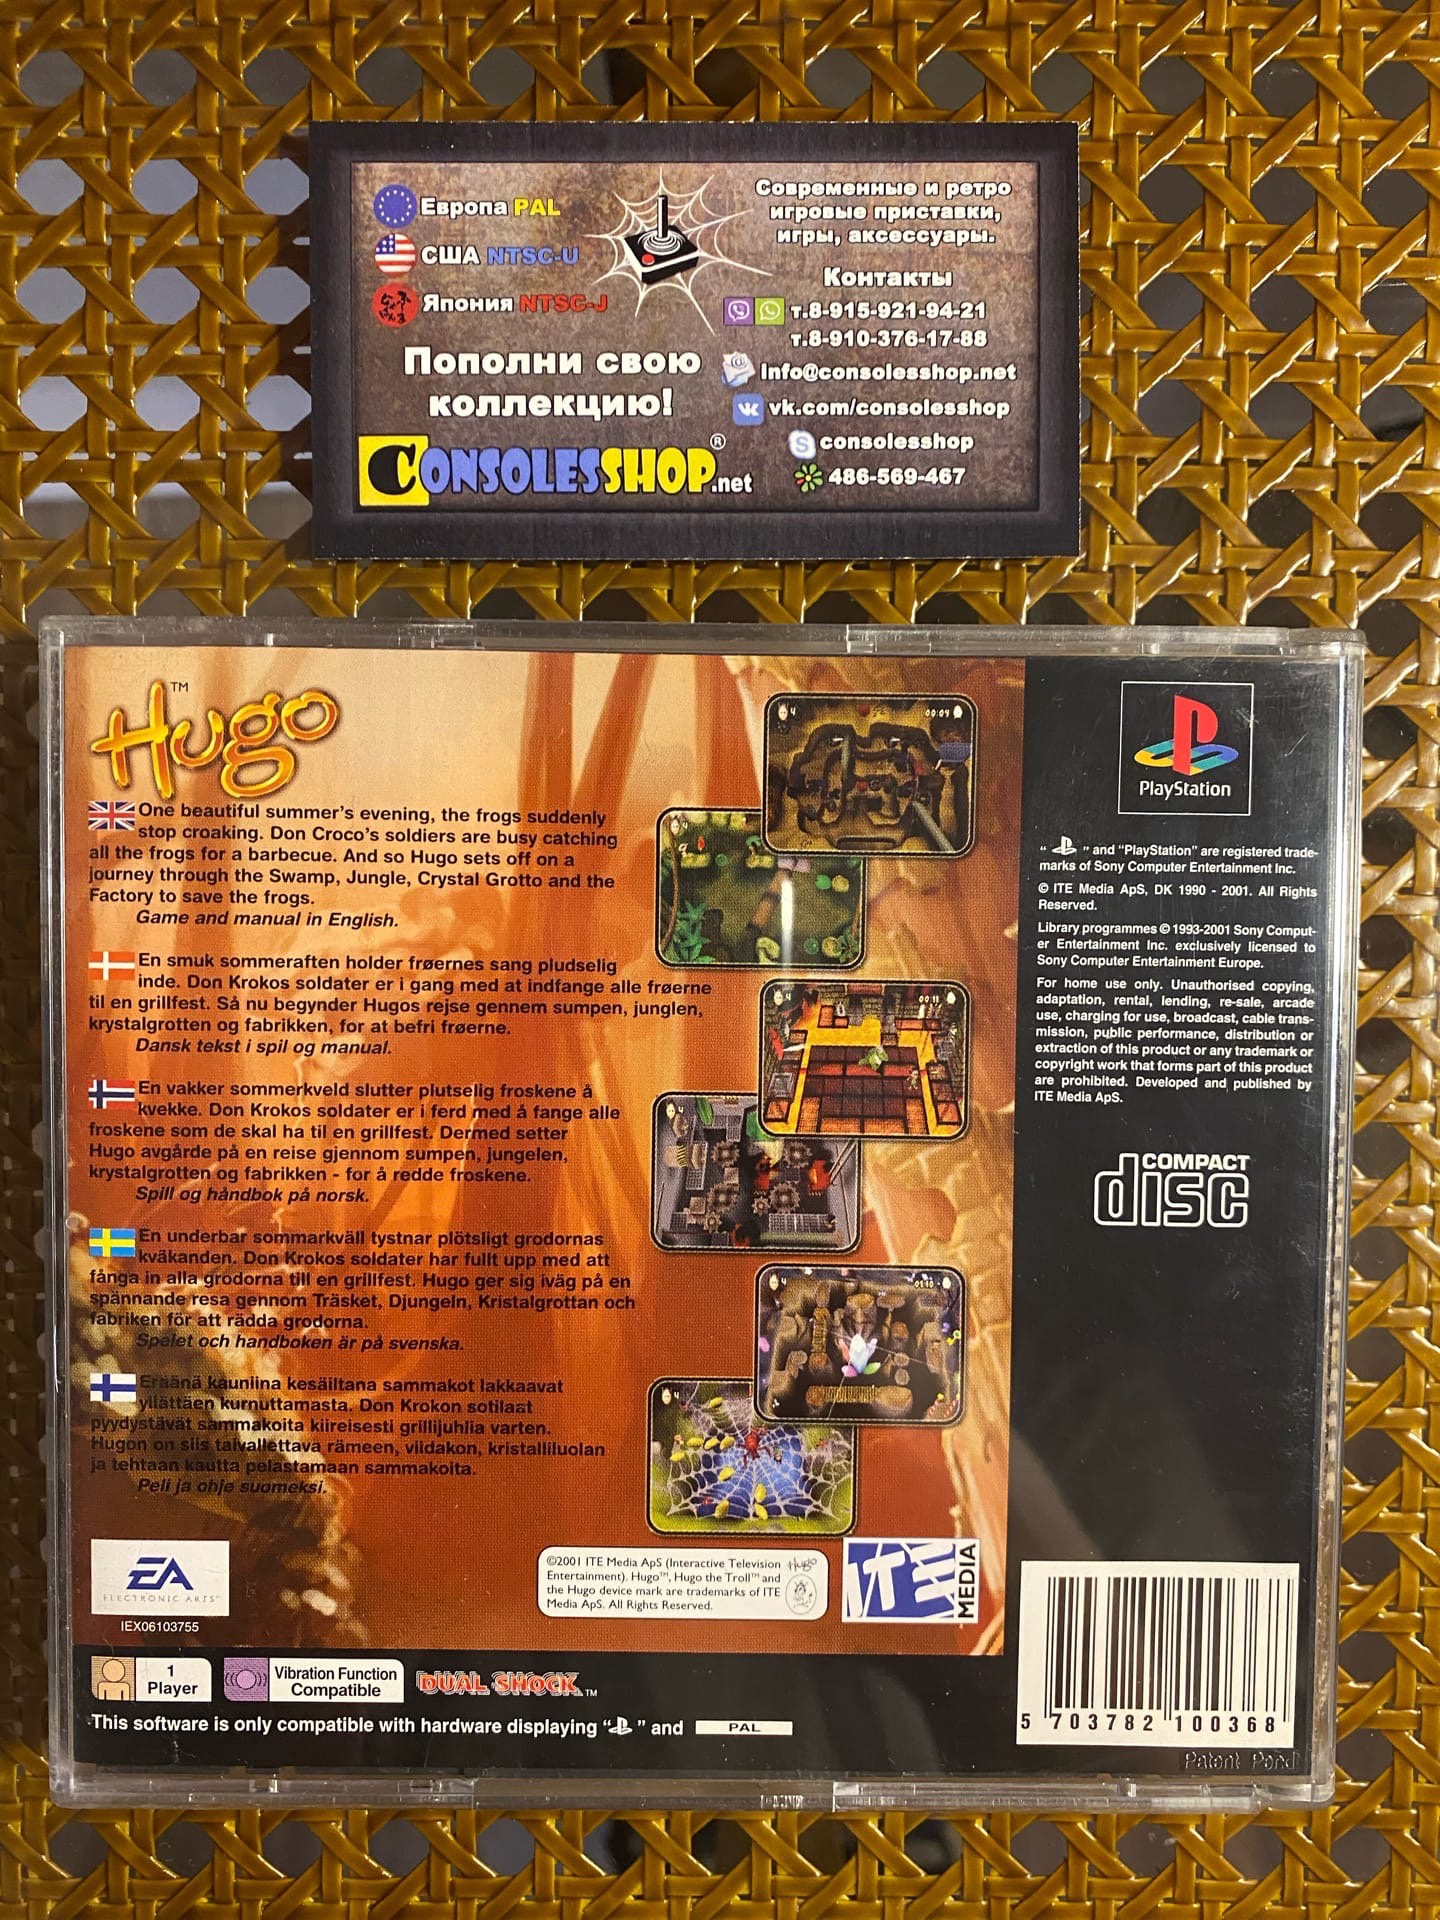 Европа PAL
США NTSC-U
Япония NTSC-J
Пополни свою
коллекцию!
CONSOLESSHOP.net
®
Современные и ретро
игровые приставки,
игры, аксессуары.
Контакты
т.8-915-921-94-21
т.8-910-376-17-88
info@consolesshop.net
vk.com/consolesshop
consolesshop
486-569-467
Hugo™
One beautiful summer's evening, the frogs suddenly
stop croaking. Don Croco's soldiers are busy catching
all the frogs for a barbecue. And so Hugo sets off on a
journey through the Swamp, Jungle, Crystal Grotto and the
Factory to save the frogs.
Game and manual in English.
En smuk sommeraften holder frøernes sang pludselig
inde. Don Krokos soldater er i gang med at indfange alle frøerne
til en grillfest. Så nu begynder Hugos rejse gennem sumpen, junglen,
krystalgrotten og fabrikken, for at befri frøerne.
Dansk tekst i spil og manual.
En vakker sommerkveld slutter plutselig froskene å
kvekke. Don Krokos soldater er i ferd med å fange alle
froskene som de skal ha til en grillfest. Dermed setter
Hugo avgårde på en reise gjennom sumpen, jungelen,
krystalgrotten og fabrikken - for å redde froskene.
Spill og håndbok på norsk.
En underbar sommarkväll tystnar plötsligt grodornas
kväkanden. Don Krokos soldater har fullt upp med att
fånga in alla grodorna till en grillfest. Hugo ger sig iväg på en
spännande resa gennom Träsket, Djungeln, Kristalgrottan och
fabriken för att rädda grodorna.
Spelet och handboken är på svenska.
Eräänä kauniina kesäiltana sammakot lakkaavat
yllättäen kurnuttamasta. Don Krokon sotilaat
pyydystävät sammakoita kiireisesti grillijuhlia varten.
Hugon on siis taivallettava rämeen, viidakon, kristalliluolan
ja tehtaan kautta pelastamaan sammakoita.
Peli ja ohje suomeksi.
00:09
00:11
01:10
PlayStation
" " and "PlayStation" are registered trade-
marks of Sony Computer Entertainment Inc.
© ITE Media ApS, DK 1990 - 2001. All Rights
Reserved.
Library programmes © 1993-2001 Sony Comput-
er Entertainment Inc. exclusively licensed to
Sony Computer Entertainment Europe.
For home use only. Unauthorised copying,
adaptation, rental, lending, re-sale, arcade
use, charging for use, broadcast, cable trans-
mission, public performance, distribution or
extraction of this product or any trademark or
copyright work that forms part of this product
are prohibited. Developed and published by
ITE Media ApS.
COMPACT
disc
EA
ELECTRONIC ARTS™
IEX06103755
©2001 ITE Media ApS (Interactive Television
Entertainment). Hugo™, Hugo the Troll™ and
the Hugo device mark are trademarks of ITE
Media ApS. All Rights Reserved.
Hugo
ITE
MEDIA
1
Player
Vibration Function
Compatible
DUAL SHOCK™
This software is only compatible with hardware displaying " " and PAL
5 703782 100368
Patent Pend